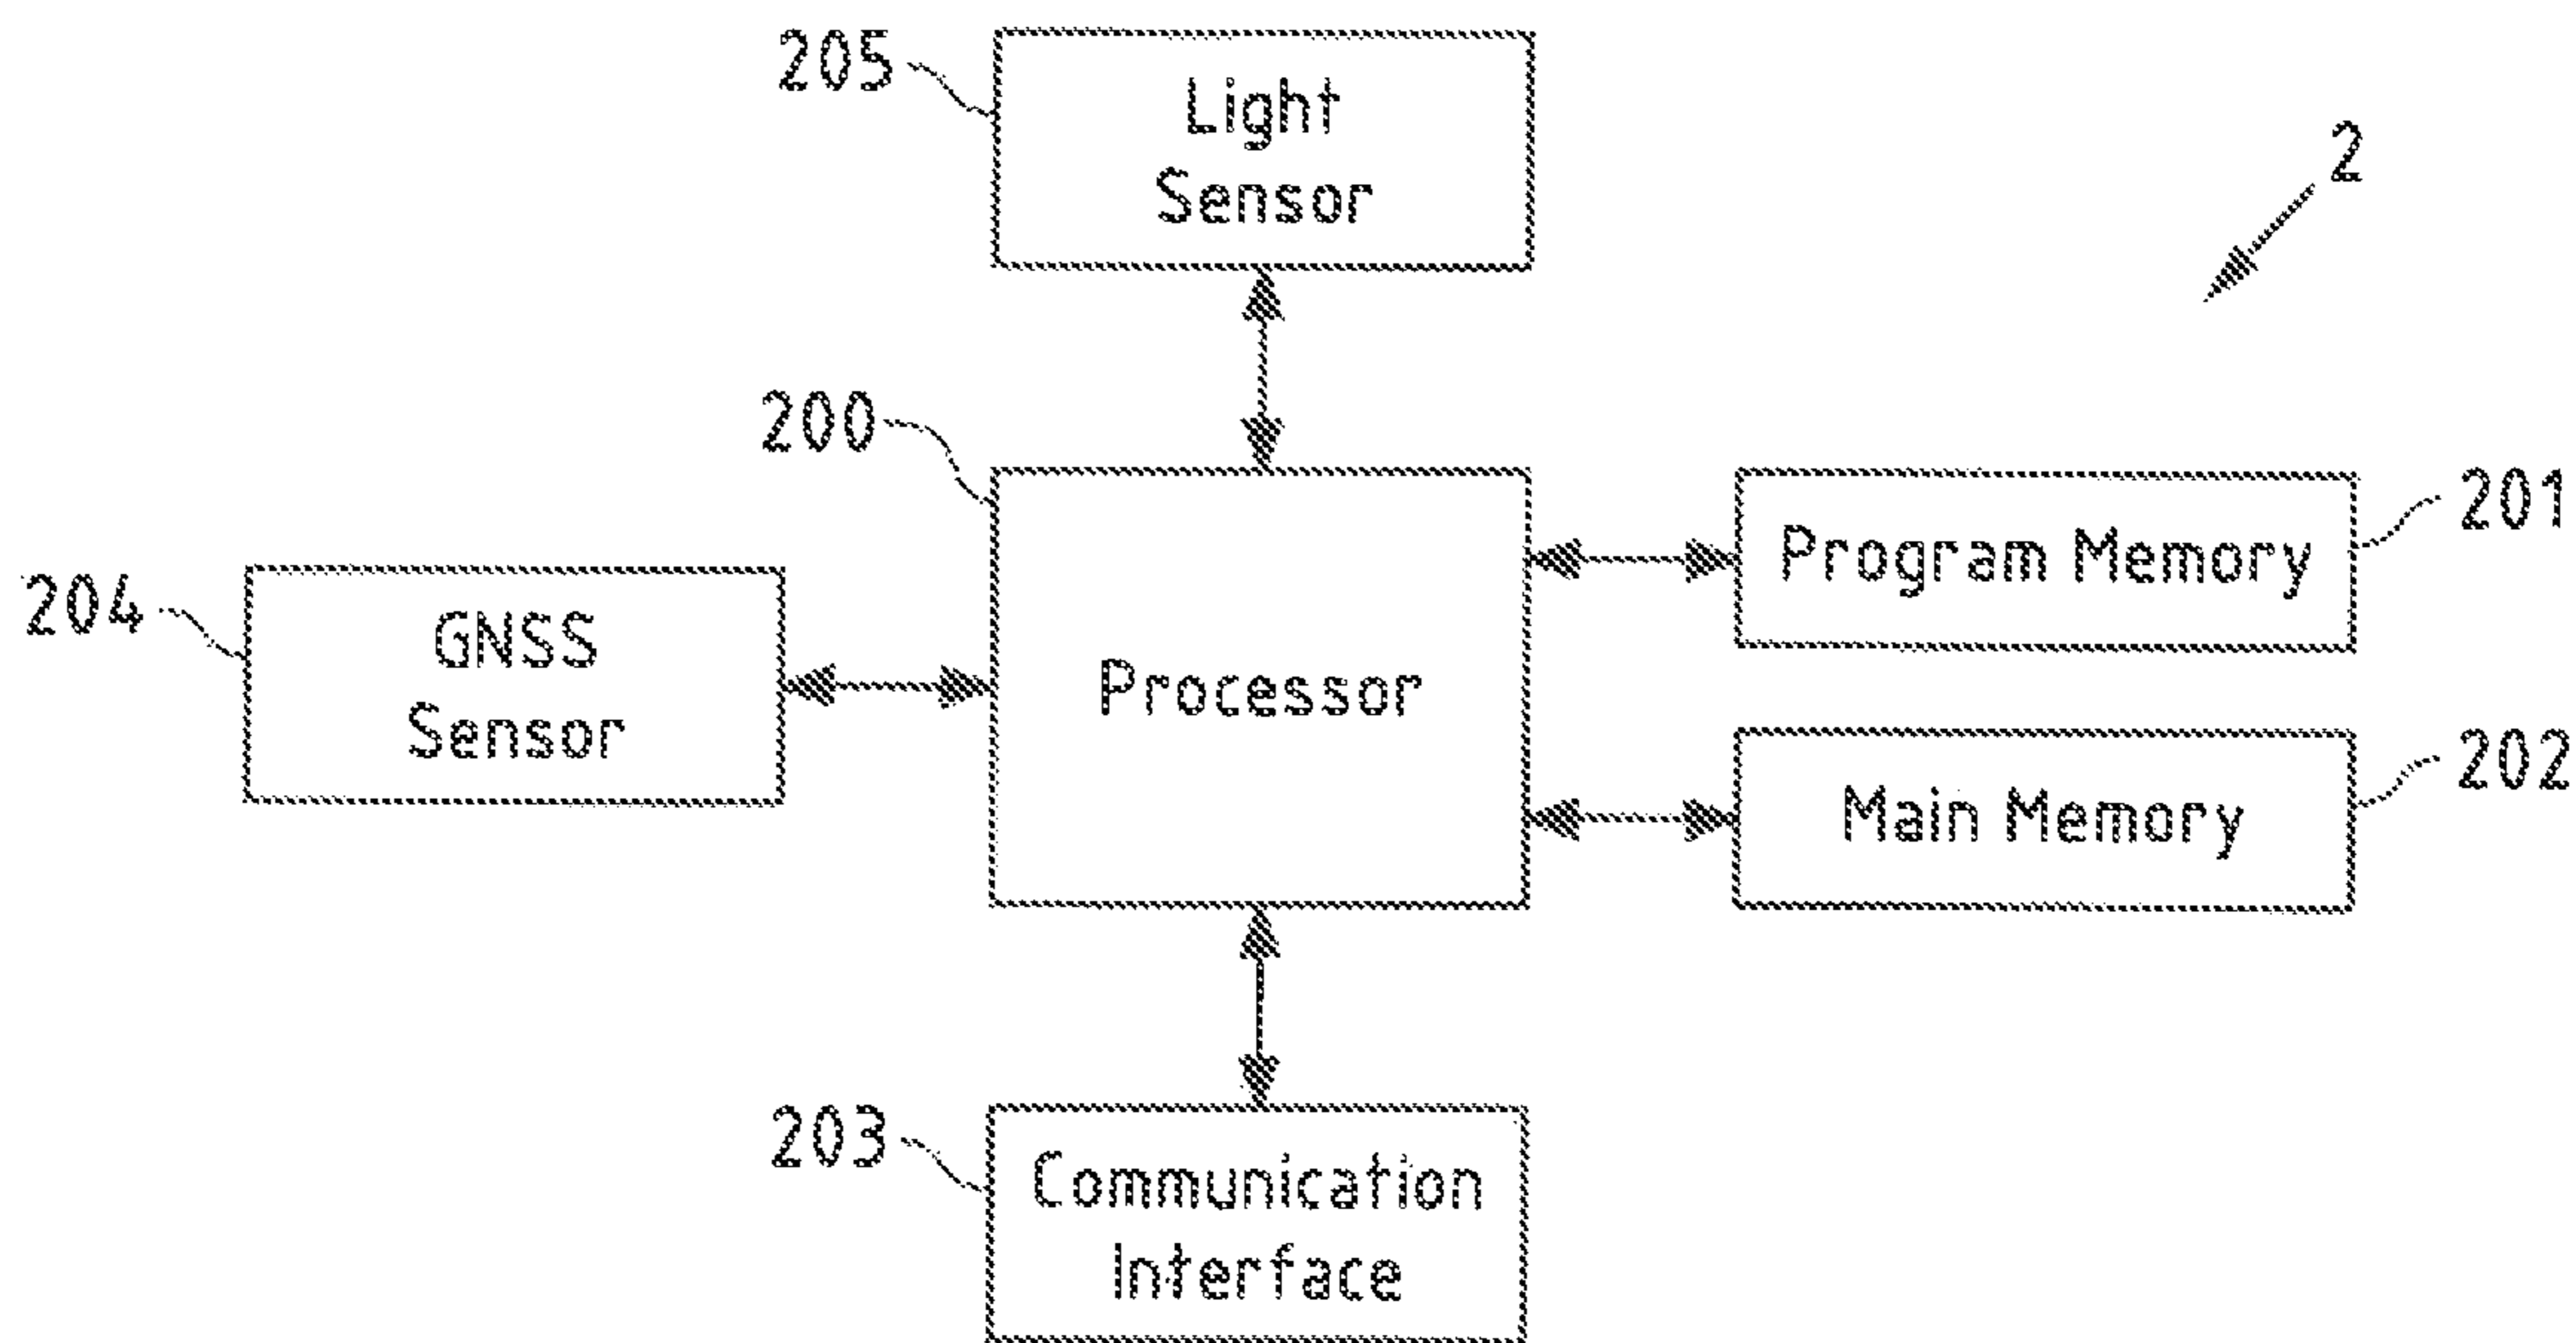 205
Light
Sensor
2
200
Processor
201
Program Memory
204
GNSS
Sensor
202
Main Memory
203
Communication
Interface